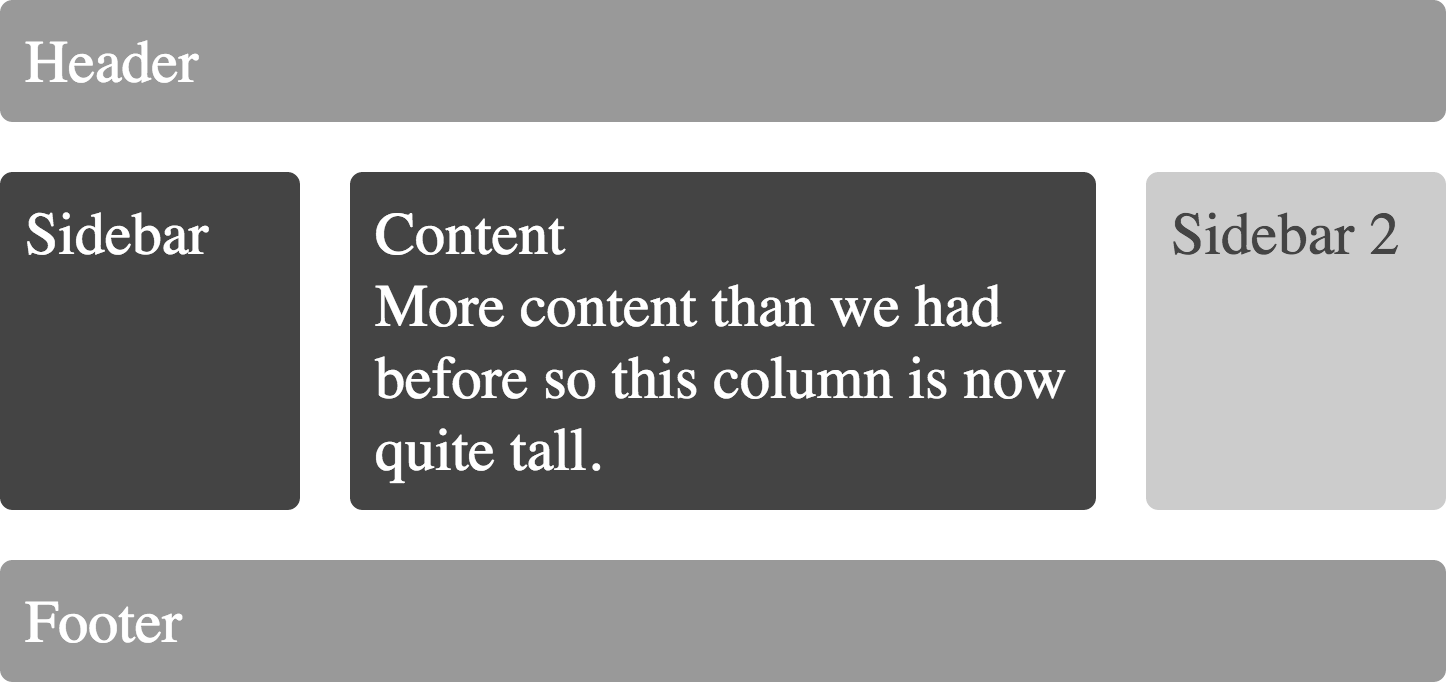 Header
Sidebar
Content
More content than we had
before so this column is now
quite tall.
Sidebar 2
Footer